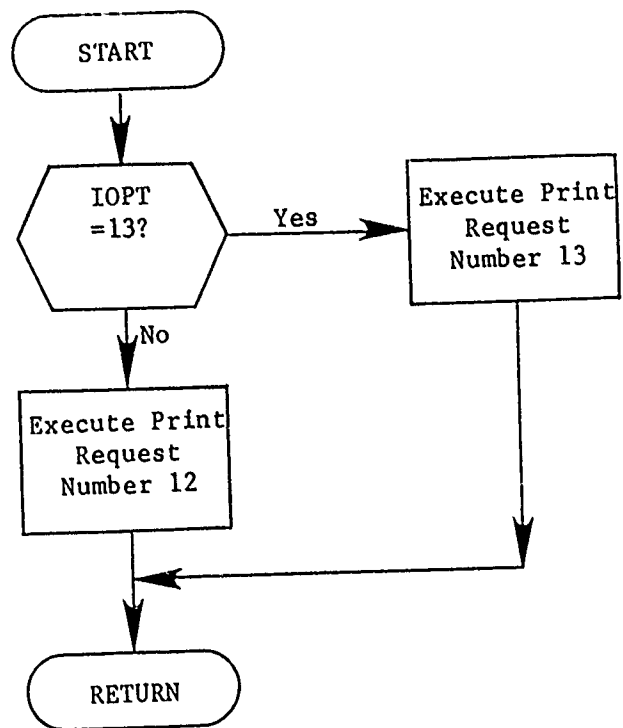 START
IOPT
=13?
Yes
Execute Print
Request
Number 13
No
Execute Print
Request
Number 12
RETURN